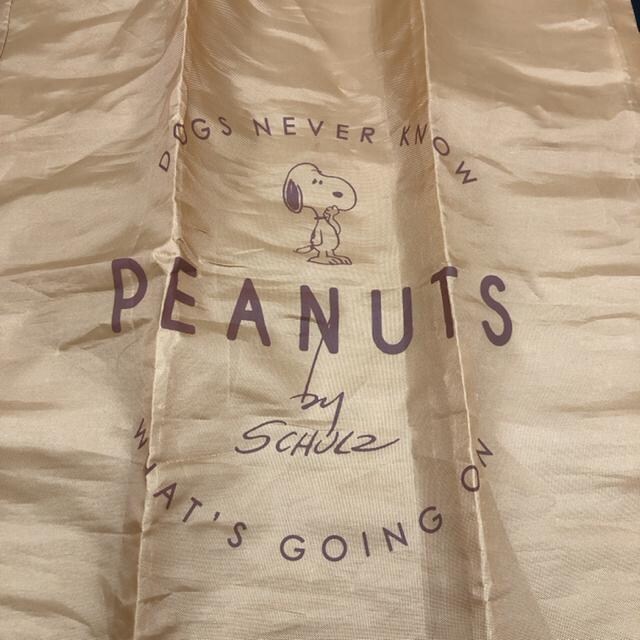 DOGS NEVER KNOW
PEANUTS
by
SCHULZ
WHAT'S GOING ON